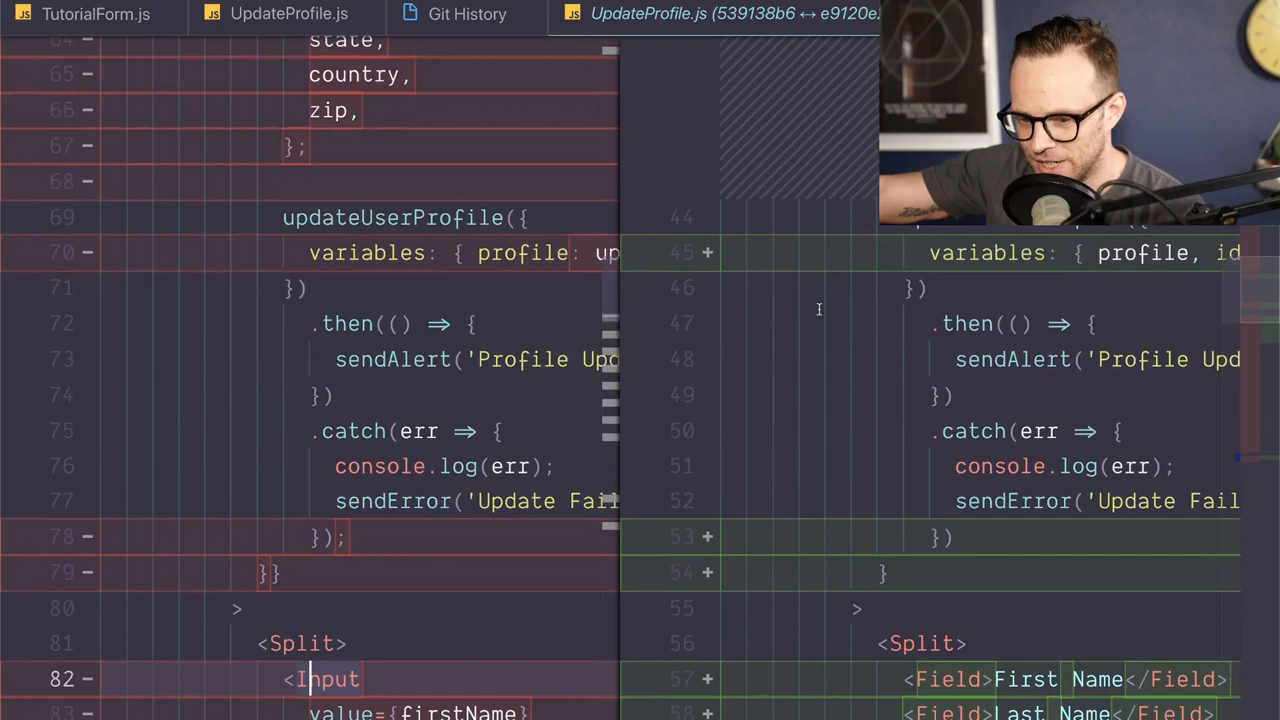 TutorialForm.js
UpdateProfile.js
Git History
UpdateProfile.js (539138b6 ↔ e9120e
64 − state,
65 − country,
66 − zip,
67 − };
68 −
69 updateUserProfile({
70 − variables: { profile: up
71 })
72 .then(() ⇒ {
73 sendAlert('Profile Upd
74 })
75 .catch(err ⇒ {
76 console.log(err);
77 sendError('Update Fail
78 − });
79 − }}
80 >
81 <Split>
82 − <Input
83 − value={firstName}
44
45 + variables: { profile, id
46 })
47 .then(() ⇒ {
48 sendAlert('Profile Upd
49 })
50 .catch(err ⇒ {
51 console.log(err);
52 sendError('Update Fail
53 + })
54 + }
55 >
56 <Split>
57 + <Field>First Name</Field>
58 + <Field>Last Name</Field>